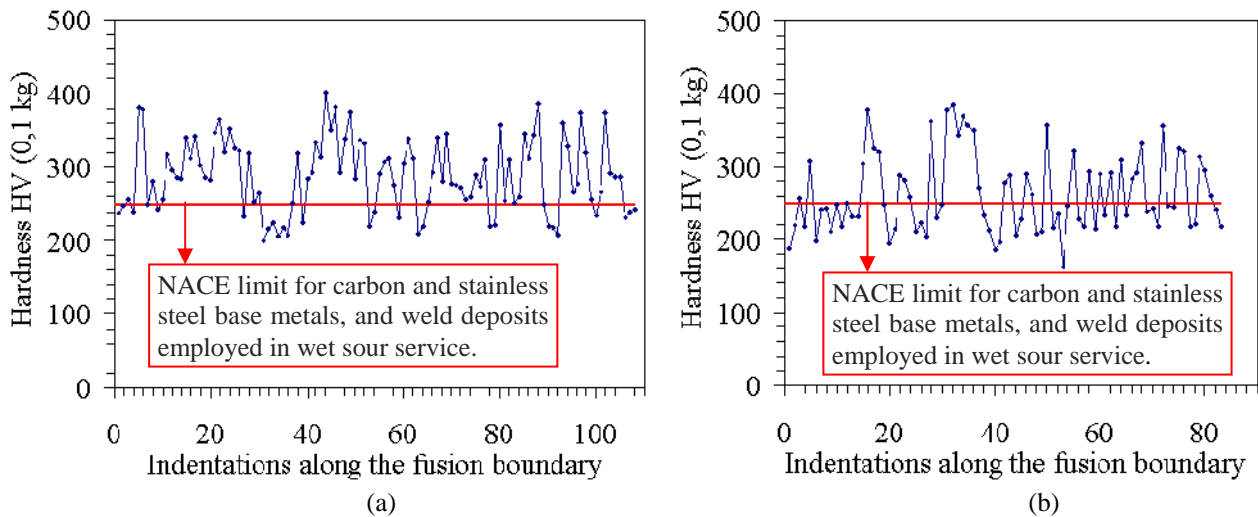 500
400
300
200
100
0
Hardness HV (0,1 kg)
0 20 40 60 80 100
Indentations along the fusion boundary
NACE limit for carbon and stainless
steel base metals, and weld deposits
employed in wet sour service.
(a)
500
400
300
200
100
0
Hardness HV (0,1 kg)
0 20 40 60 80
Indentations along the fusion boundary
NACE limit for carbon and stainless
steel base metals, and weld deposits
employed in wet sour service.
(b)